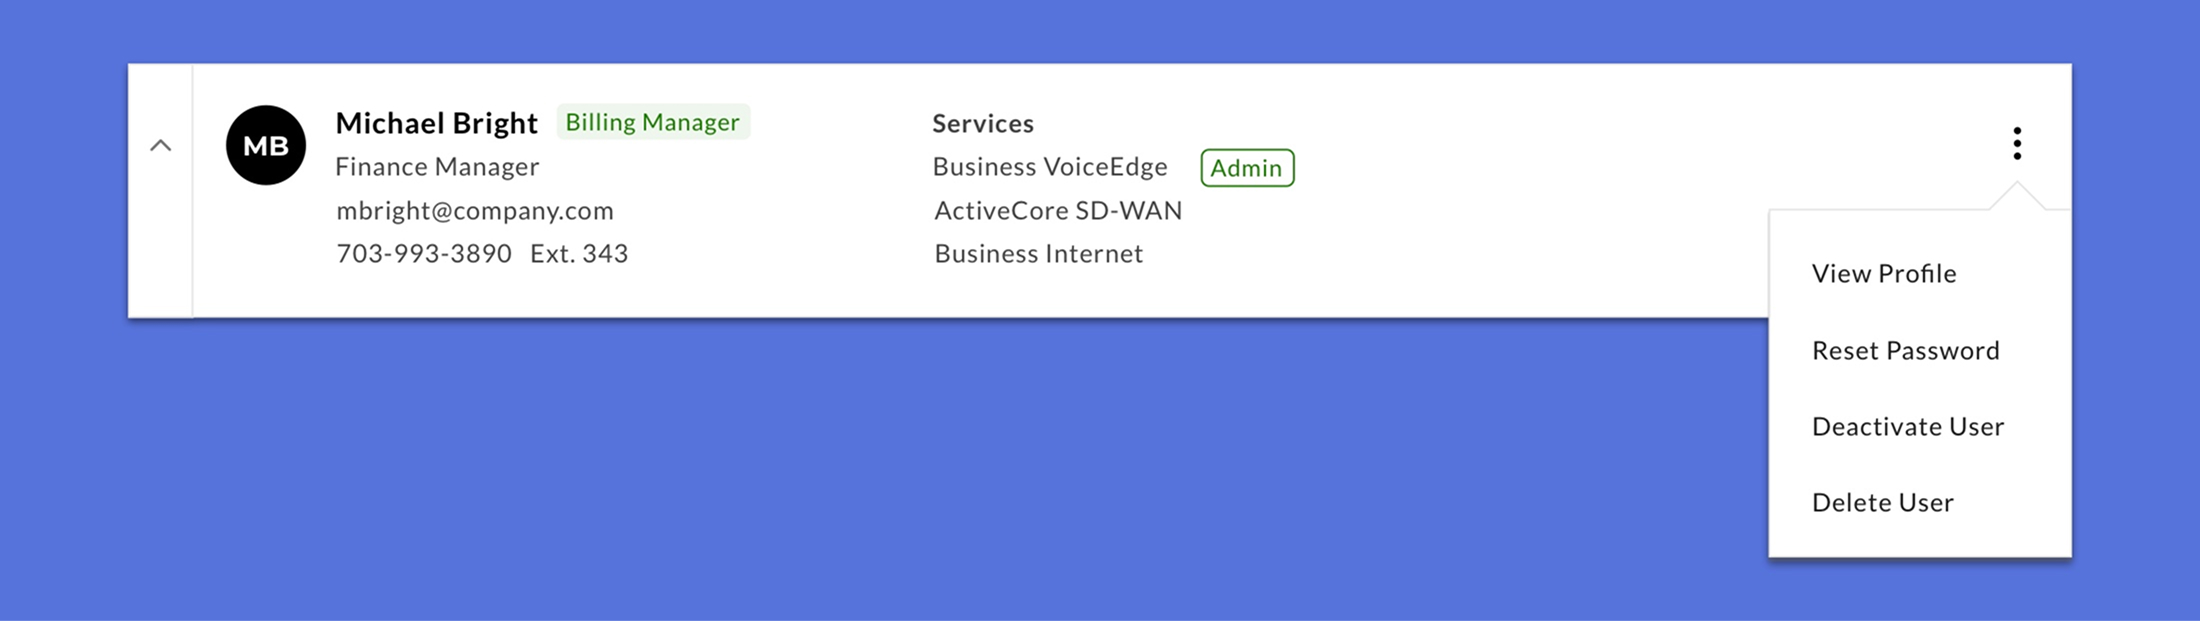 MB
Michael Bright Billing Manager
Finance Manager
mbright@company.com
703-993-3890 Ext. 343
Services
Business VoiceEdge Admin
ActiveCore SD-WAN
Business Internet
View Profile
Reset Password
Deactivate User
Delete User